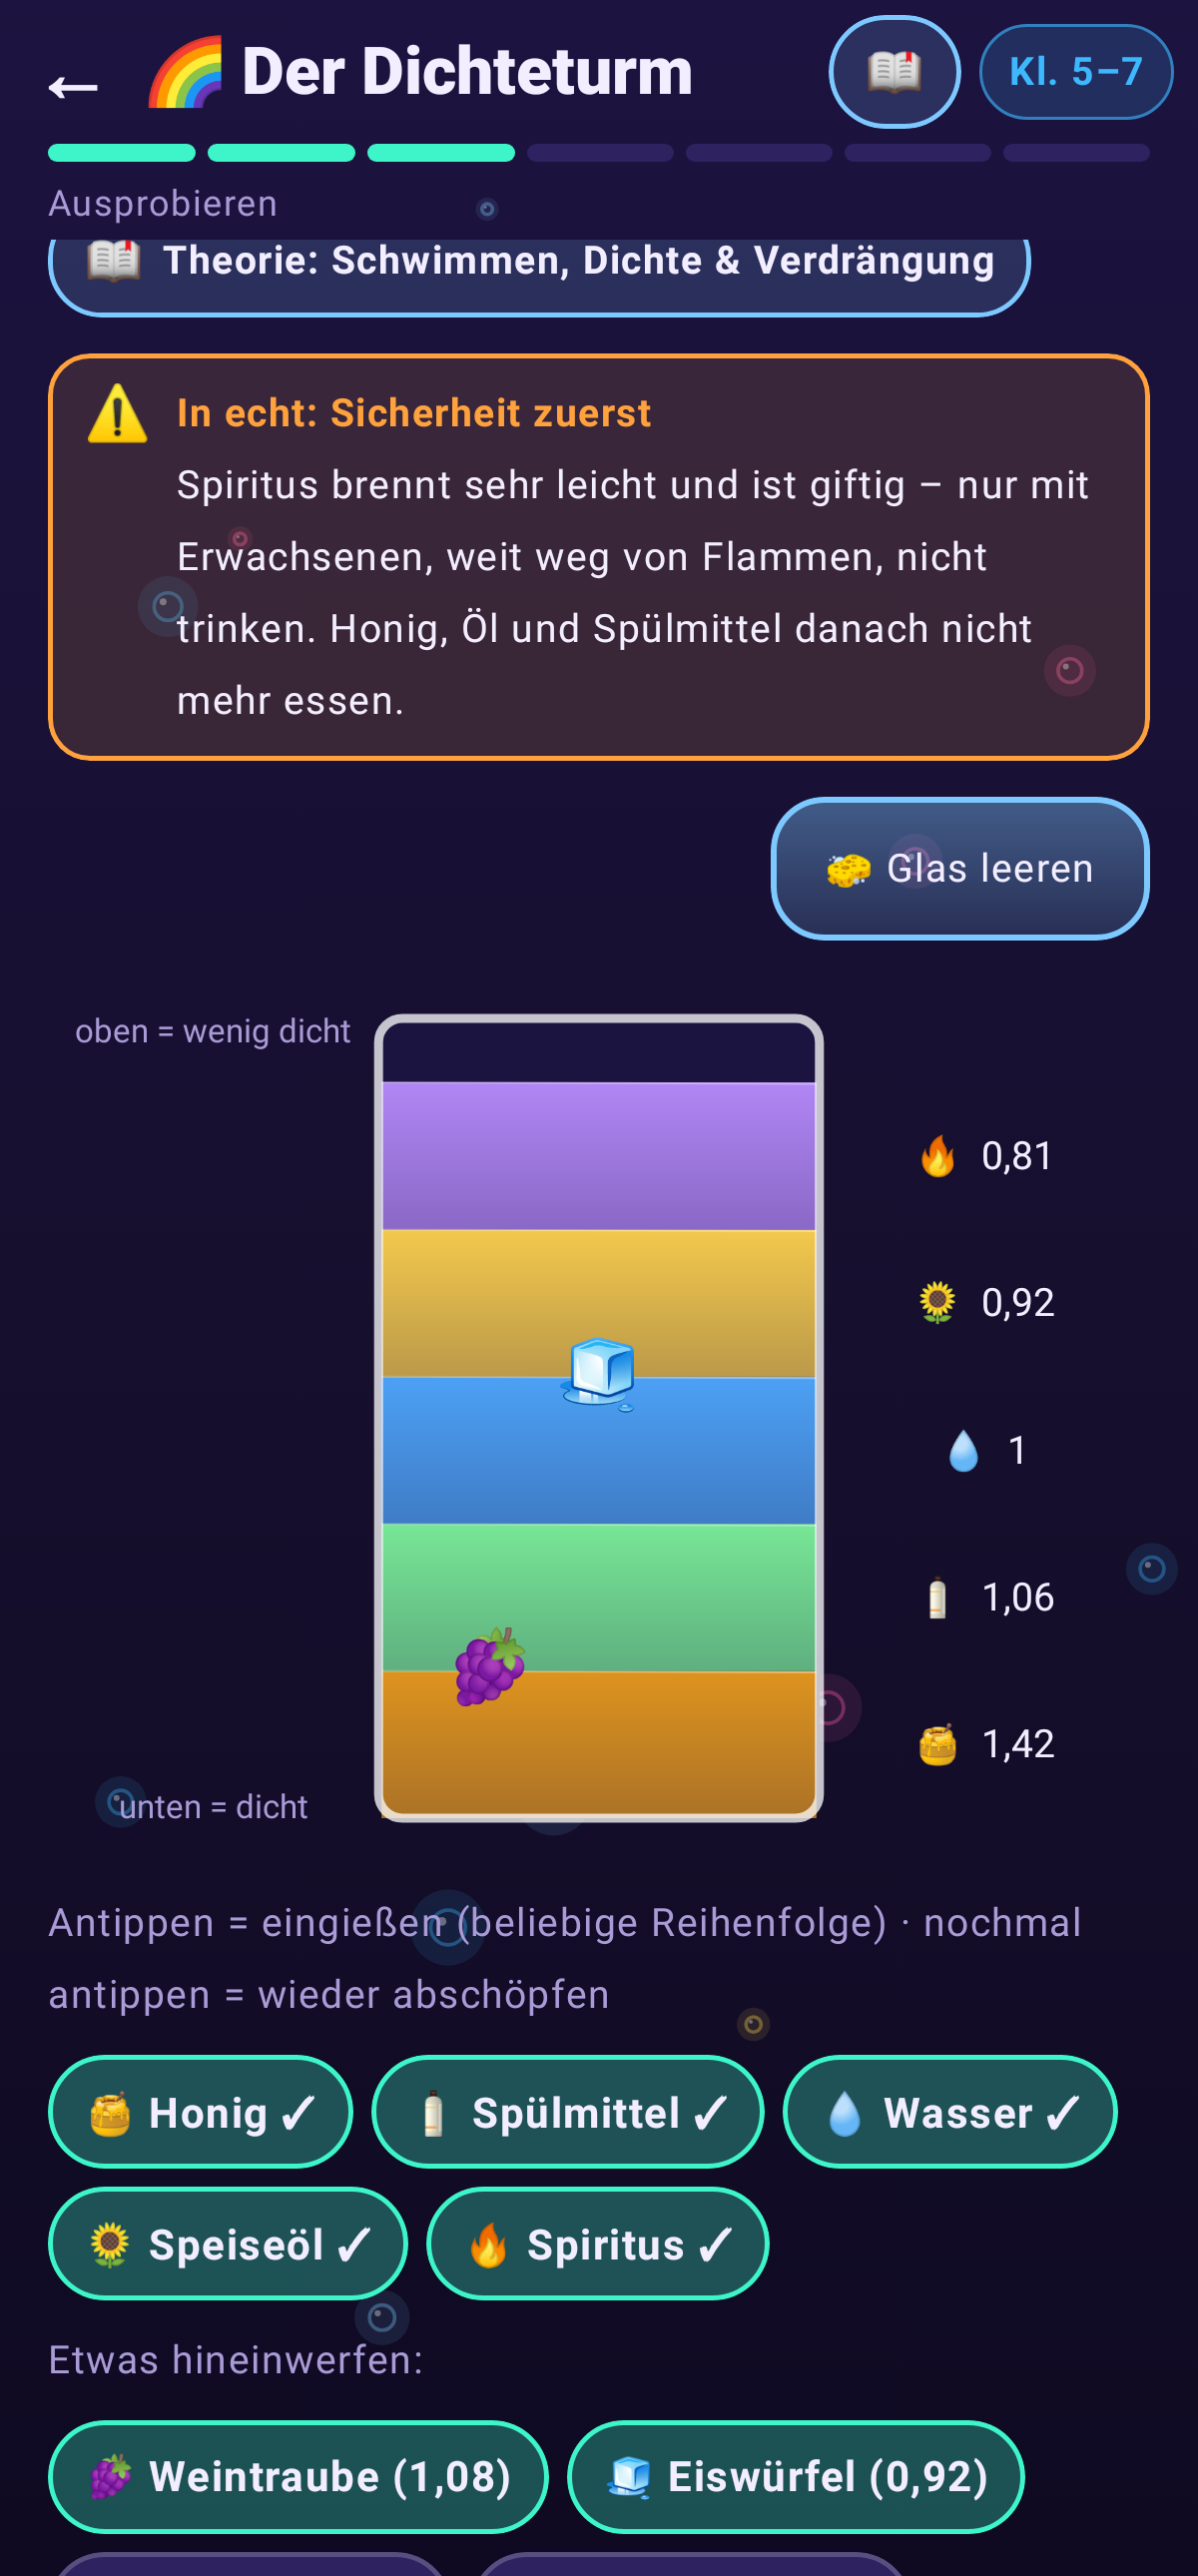 ← 🌈 Der Dichteturm 📖 Kl. 5–7
Ausprobieren
📖 Theorie: Schwimmen, Dichte & Verdrängung
⚠️ In echt: Sicherheit zuerst
Spiritus brennt sehr leicht und ist giftig – nur mit
Erwachsenen, weit weg von Flammen, nicht
trinken. Honig, Öl und Spülmittel danach nicht
mehr essen.
🧽 Glas leeren
oben = wenig dicht
🔥 0,81
🌻 0,92
💧 1
🧴 1,06
🍯 1,42
unten = dicht
Antippen = eingießen (beliebige Reihenfolge) · nochmal
antippen = wieder abschöpfen
🍯 Honig ✓ 🧴 Spülmittel ✓ 💧 Wasser ✓
🌻 Speiseöl ✓ 🔥 Spiritus ✓
Etwas hineinwerfen:
🍇 Weintraube (1,08) 🧊 Eiswürfel (0,92)